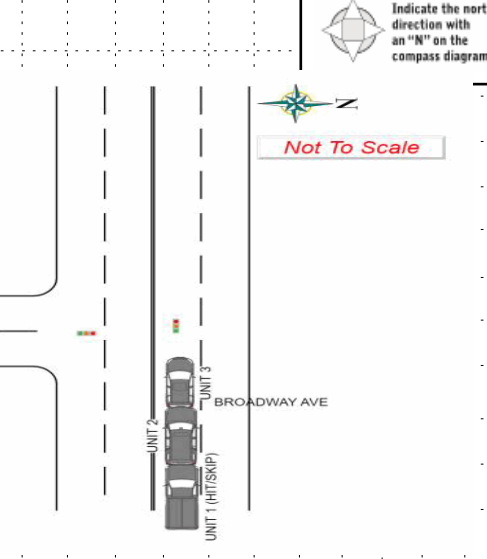 Indicate the nort
direction with
an "N" on the
compass diagram
N
Not To Scale
UNIT 3
BROADWAY AVE
UNIT 2
UNIT 1 (HIT/SKIP)